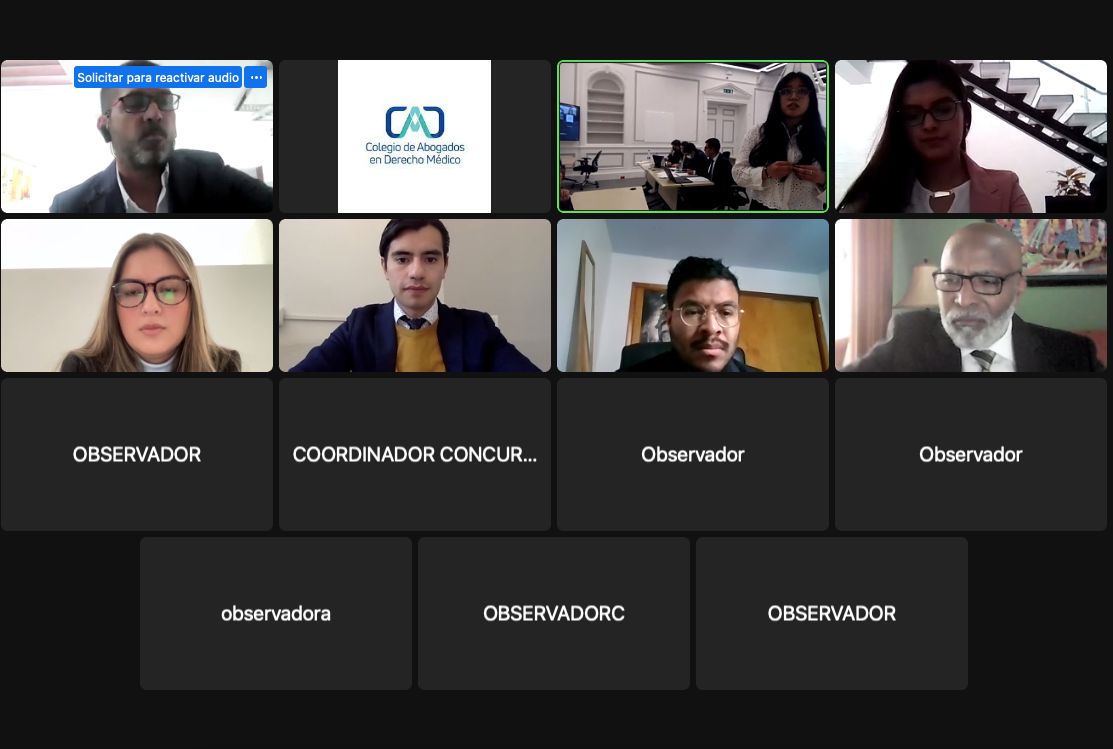 Solicitar para reactivar audio
CAD
Colegio de Abogados
en Derecho Médico
OBSERVADOR
COORDINADOR CONCUR...
Observador
Observador
observadora
OBSERVADORC
OBSERVADOR